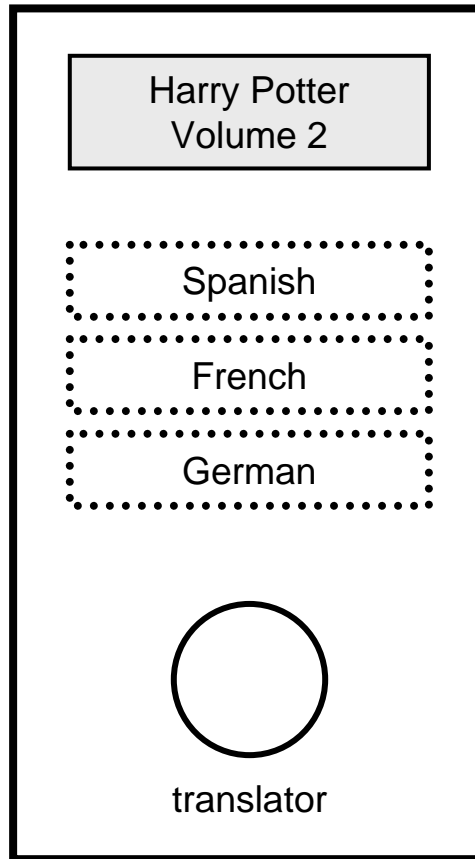 Harry Potter
Volume 2
Spanish
French
German
translator